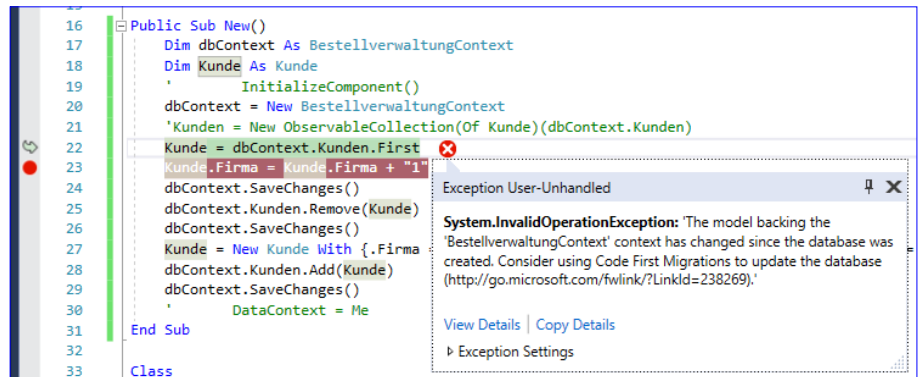 16 Public Sub New()
17 Dim dbContext As BestellverwaltungContext
18 Dim Kunde As Kunde
19 ' InitializeComponent()
20 dbContext = New BestellverwaltungContext
21 'Kunden = New ObservableCollection(Of Kunde)(dbContext.Kunden)
22 Kunde = dbContext.Kunden.First
23 Kunde.Firma = Kunde.Firma + "1"
24 dbContext.SaveChanges()
25 dbContext.Kunden.Remove(Kunde)
26 dbContext.SaveChanges()
27 Kunde = New Kunde With {.Firma =
28 dbContext.Kunden.Add(Kunde)
29 dbContext.SaveChanges()
30 ' DataContext = Me
31 End Sub
32
33 Class
Exception User-Unhandled
System.InvalidOperationException: 'The model backing the
'BestellverwaltungContext' context has changed since the database was
created. Consider using Code First Migrations to update the database
(http://go.microsoft.com/fwlink/?LinkId=238269).'
View Details | Copy Details
Exception Settings